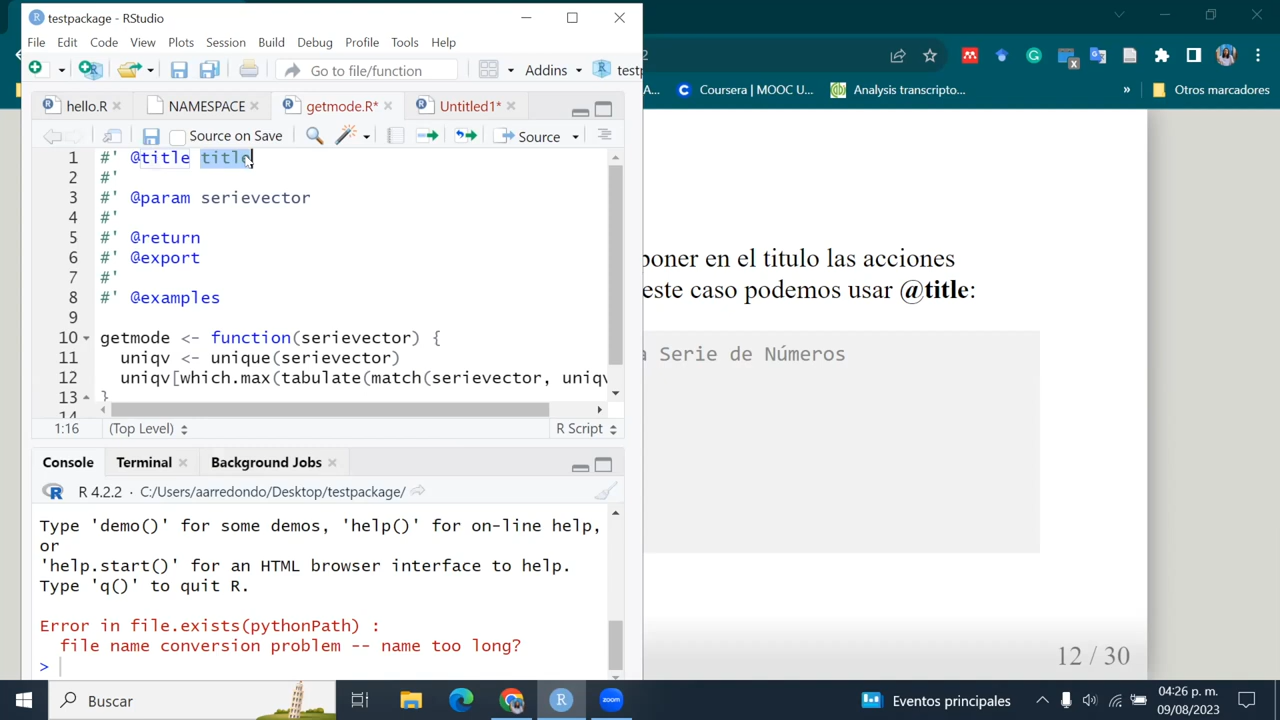 testpackage - RStudio
File Edit Code View Plots Session Build Debug Profile Tools Help
Go to file/function Addins testp
hello.R NAMESPACE getmode.R* Untitled1*
Source on Save Source
1 #' @title title
2 #'
3 #' @param serievector
4 #'
5 #' @return
6 #' @export
7 #'
8 #' @examples
9
10 getmode <- function(serievector) {
11 uniqv <- unique(serievector)
12 uniqv[which.max(tabulate(match(serievector, uniqv
13 }
14
1:16 (Top Level) R Script
Console Terminal Background Jobs
R 4.2.2 · C:/Users/aarredondo/Desktop/testpackage/
Type 'demo()' for some demos, 'help()' for on-line help,
or
'help.start()' for an HTML browser interface to help.
Type 'q()' to quit R.
Error in file.exists(pythonPath) :
file name conversion problem -- name too long?
>
2
A... Coursera | MOOC U... Analysis transcripto... » Otros marcadores
poner en el titulo las acciones
este caso podemos usar @title:
a Serie de Números
12 / 30
Buscar
zoom
Eventos principales
04:26 p. m.
09/08/2023